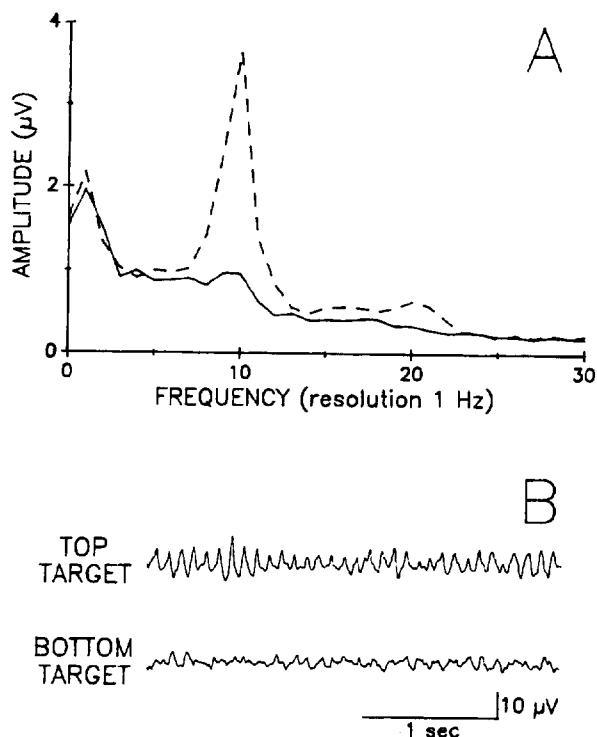 A
4
2
0
AMPLITUDE (µV)
0 10 20 30
FREQUENCY (resolution 1 Hz)
B
TOP
TARGET
BOTTOM
TARGET
10 µV
1 sec